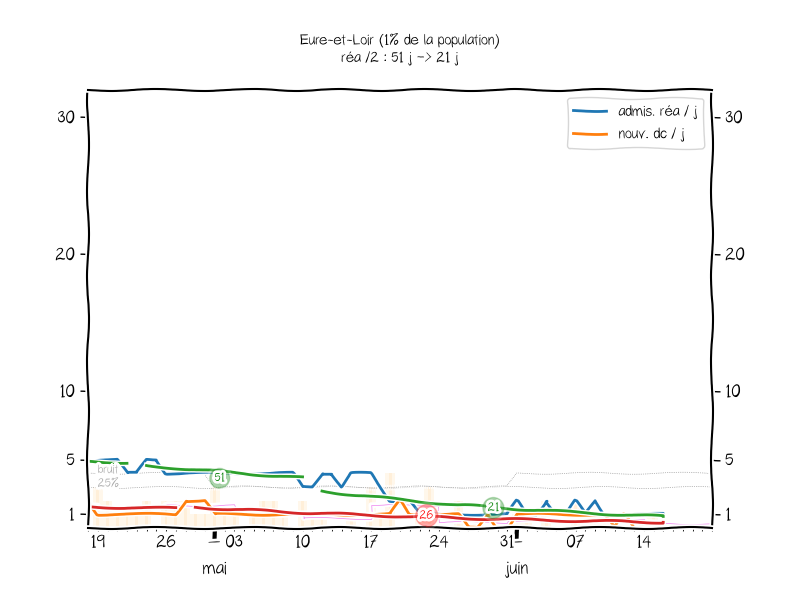 Eure-et-Loir (1% de la population)
réa /2 : 51 j -> 21 j
admis. réa / j
nouv. dc / j
30 30
20 20
10 10
5 5
1 1
bruit
25%
51
21
26
19 26 03 10 17 24 31 07 14
mai juin